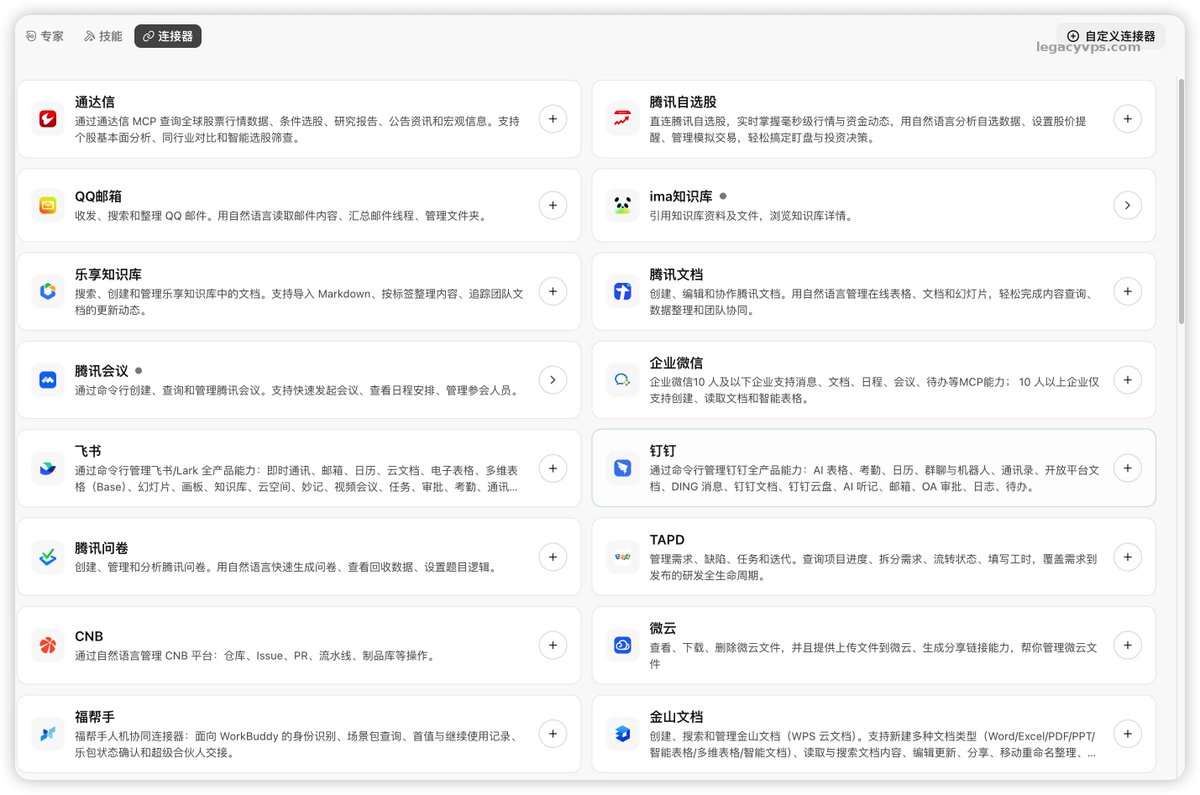 专家
技能
连接器
自定义连接器
legacyvps.com
通达信
通过通达信 MCP 查询全球股票行情数据、条件选股、研究报告、公告资讯和宏观信息。支持
个股基本面分析、同行业对比和智能选股筛查。
腾讯自选股
直连腾讯自选股，实时掌握毫秒级行情与资金动态，用自然语言分析自选数据、设置股价提
醒、管理模拟交易，轻松搞定盯盘与投资决策。
QQ邮箱
收发、搜索和整理 QQ 邮件。用自然语言读取邮件内容、汇总邮件线程、管理文件夹。
ima知识库
引用知识库资料及文件，浏览知识库详情。
乐享知识库
搜索、创建和管理乐享知识库中的文档。支持导入 Markdown、按标签整理内容、追踪团队文
档的更新动态。
腾讯文档
创建、编辑和协作腾讯文档。用自然语言管理在线表格、文档和幻灯片，轻松完成内容查询、
数据整理和团队协同。
腾讯会议
通过命令行创建、查询和管理腾讯会议。支持快速发起会议、查看日程安排、管理参会人员。
企业微信
企业微信10 人及以下企业支持消息、文档、日程、会议、待办等MCP能力； 10 人以上企业仅
支持创建、读取文档和智能表格。
飞书
通过命令行管理飞书/Lark 全产品能力：即时通讯、邮箱、日历、云文档、电子表格、多维表
格（Base）、幻灯片、画板、知识库、云空间、妙记、视频会议、任务、审批、考勤、通讯...
钉钉
通过命令行管理钉钉全产品能力：AI 表格、考勤、日历、群聊与机器人、通讯录、开放平台文
档、DING 消息、钉钉文档、钉钉云盘、AI 听记、邮箱、OA 审批、日志、待办。
腾讯问卷
创建、管理和分析腾讯问卷。用自然语言快速生成问卷、查看回收数据、设置题目逻辑。
TAPD
管理需求、缺陷、任务和迭代。查询项目进度、拆分需求、流转状态、填写工时，覆盖需求到
发布的研发全生命周期。
CNB
通过自然语言管理 CNB 平台：仓库、Issue、PR、流水线、制品库等操作。
微云
查看、下载、删除微云文件，并且提供上传文件到微云、生成分享链接能力，帮你管理微云文
件
福帮手
福帮手人机协同连接器：面向 WorkBuddy 的身份识别、场景包查询、首值与继续使用记录、
乐包状态确认和超级合伙人交接。
金山文档
创建、搜索和管理金山文档（WPS 云文档）。支持新建多种文档类型（Word/Excel/PDF/PPT/
智能表格/多维表格/智能文档）、读取与搜索文档内容、编辑更新、分享、移动重命名整理、...